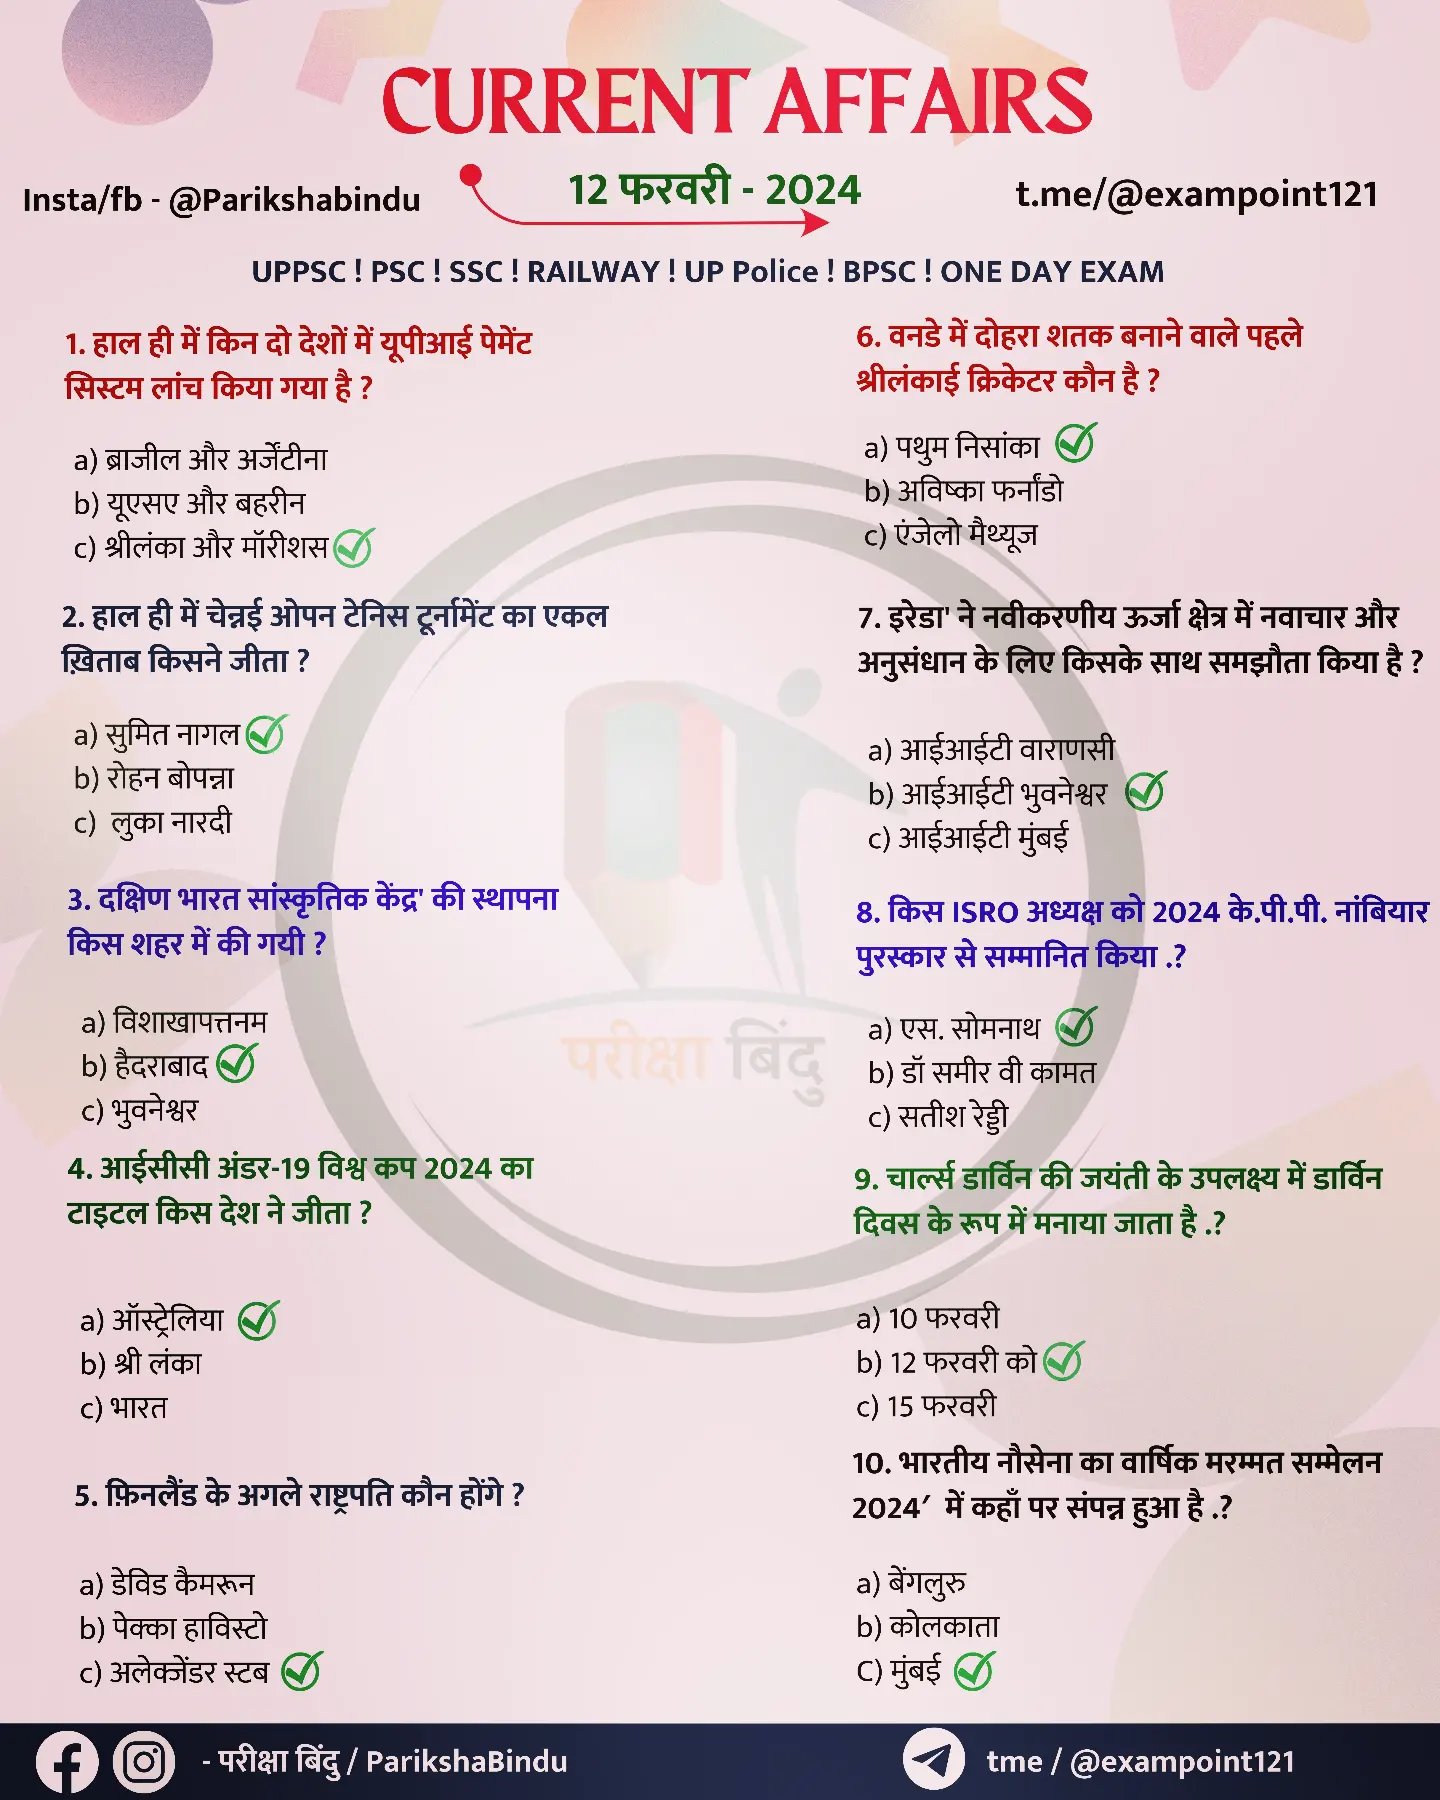 CURRENT AFFAIRS
Insta/fb - @Parikshabindu
12 फरवरी - 2024
t.me/@exampoint121
UPPSC ! PSC ! SSC ! RAILWAY ! UP Police ! BPSC ! ONE DAY EXAM
1. हाल ही में किन दो देशों में यूपीआई पेमेंट
सिस्टम लांच किया गया है ?
a) ब्राजील और अर्जेंटीना
b) यूएसए और बहरीन
c) श्रीलंका और मॉरीशस
2. हाल ही में चेन्नई ओपन टेनिस टूर्नामेंट का एकल
ख़िताब किसने जीता ?
a) सुमित नागल
b) रोहन बोपन्ना
c) लुका नारदी
3. दक्षिण भारत सांस्कृतिक केंद्र' की स्थापना
किस शहर में की गयी ?
a) विशाखापत्तनम
b) हैदराबाद
c) भुवनेश्वर
4. आईसीसी अंडर-19 विश्व कप 2024 का
टाइटल किस देश ने जीता ?
a) ऑस्ट्रेलिया
b) श्री लंका
c) भारत
5. फ़िनलैंड के अगले राष्ट्रपति कौन होंगे ?
a) डेविड कैमरून
b) पेक्का हाविस्टो
c) अलेक्जेंडर स्टब
6. वनडे में दोहरा शतक बनाने वाले पहले
श्रीलंकाई क्रिकेटर कौन है ?
a) पथुम निसांका
b) अविष्का फर्नांडो
c) एंजेलो मैथ्यूज
7. इरेडा' ने नवीकरणीय ऊर्जा क्षेत्र में नवाचार और
अनुसंधान के लिए किसके साथ समझौता किया है ?
a) आईआईटी वाराणसी
b) आईआईटी भुवनेश्वर
c) आईआईटी मुंबई
8. किस ISRO अध्यक्ष को 2024 के.पी.पी. नांबियार
पुरस्कार से सम्मानित किया .?
a) एस. सोमनाथ
b) डॉ समीर वी कामत
c) सतीश रेड्डी
9. चार्ल्स डार्विन की जयंती के उपलक्ष्य में डार्विन
दिवस के रूप में मनाया जाता है .?
a) 10 फरवरी
b) 12 फरवरी को
c) 15 फरवरी
10. भारतीय नौसेना का वार्षिक मरम्मत सम्मेलन
2024′ में कहाँ पर संपन्न हुआ है .?
a) बेंगलुरु
b) कोलकाता
C) मुंबई
परीक्षा बिंदु
- परीक्षा बिंदु / ParikshaBindu
tme / @exampoint121